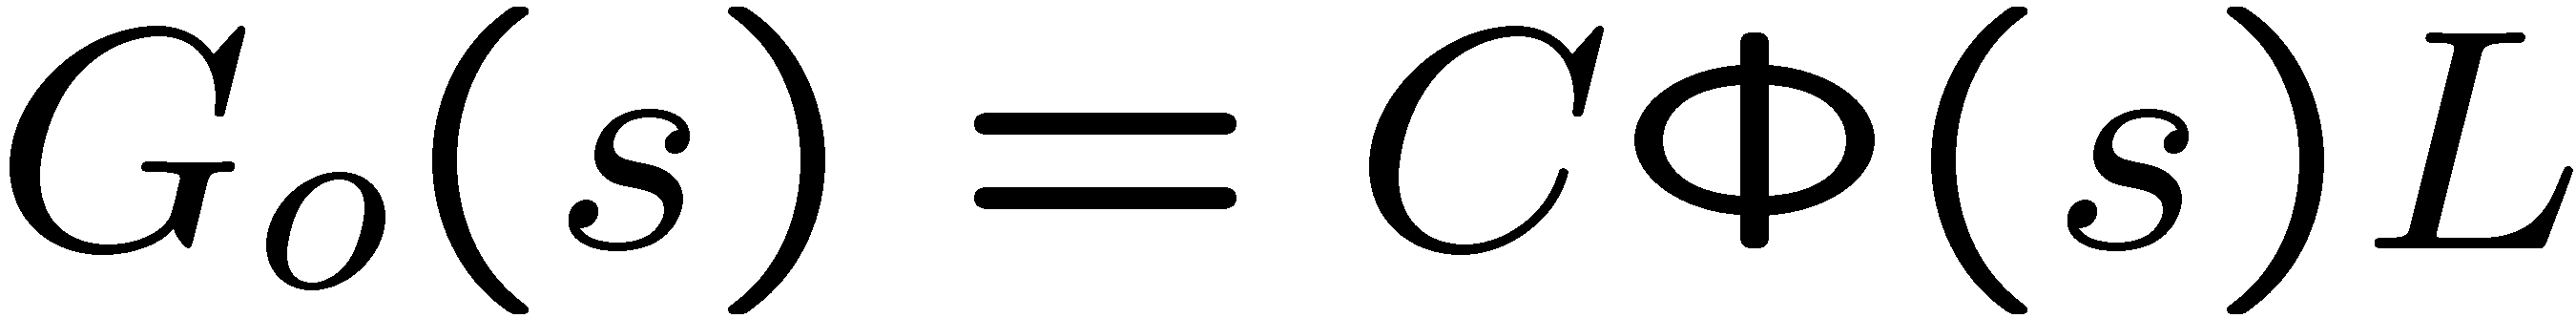 G_o(s) = CΦ(s)L